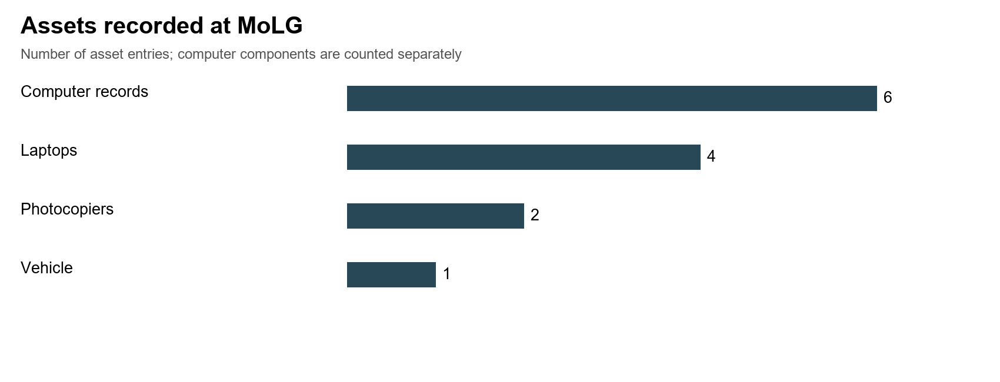 Assets recorded at MoLG
Number of asset entries; computer components are counted separately
Computer records 6
Laptops 4
Photocopiers 2
Vehicle 1